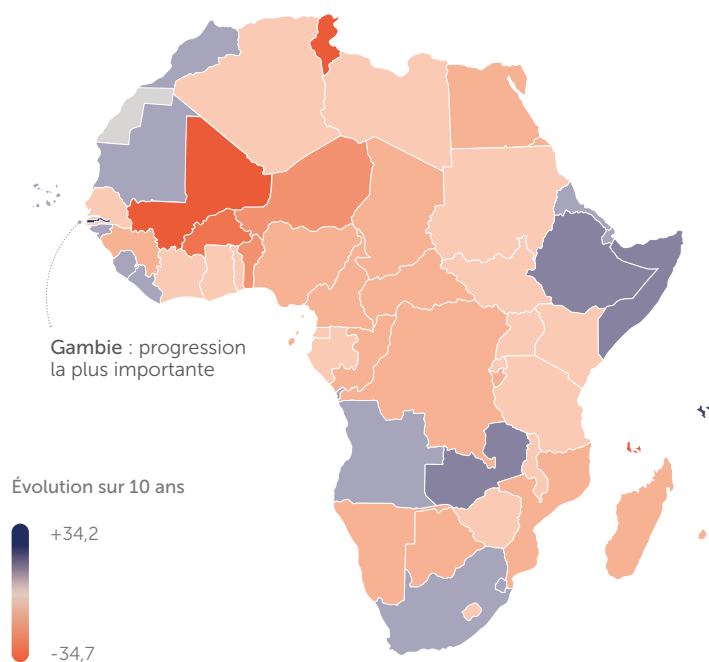 Gambie : progression
la plus importante
Évolution sur 10 ans
+34,2
-34,7